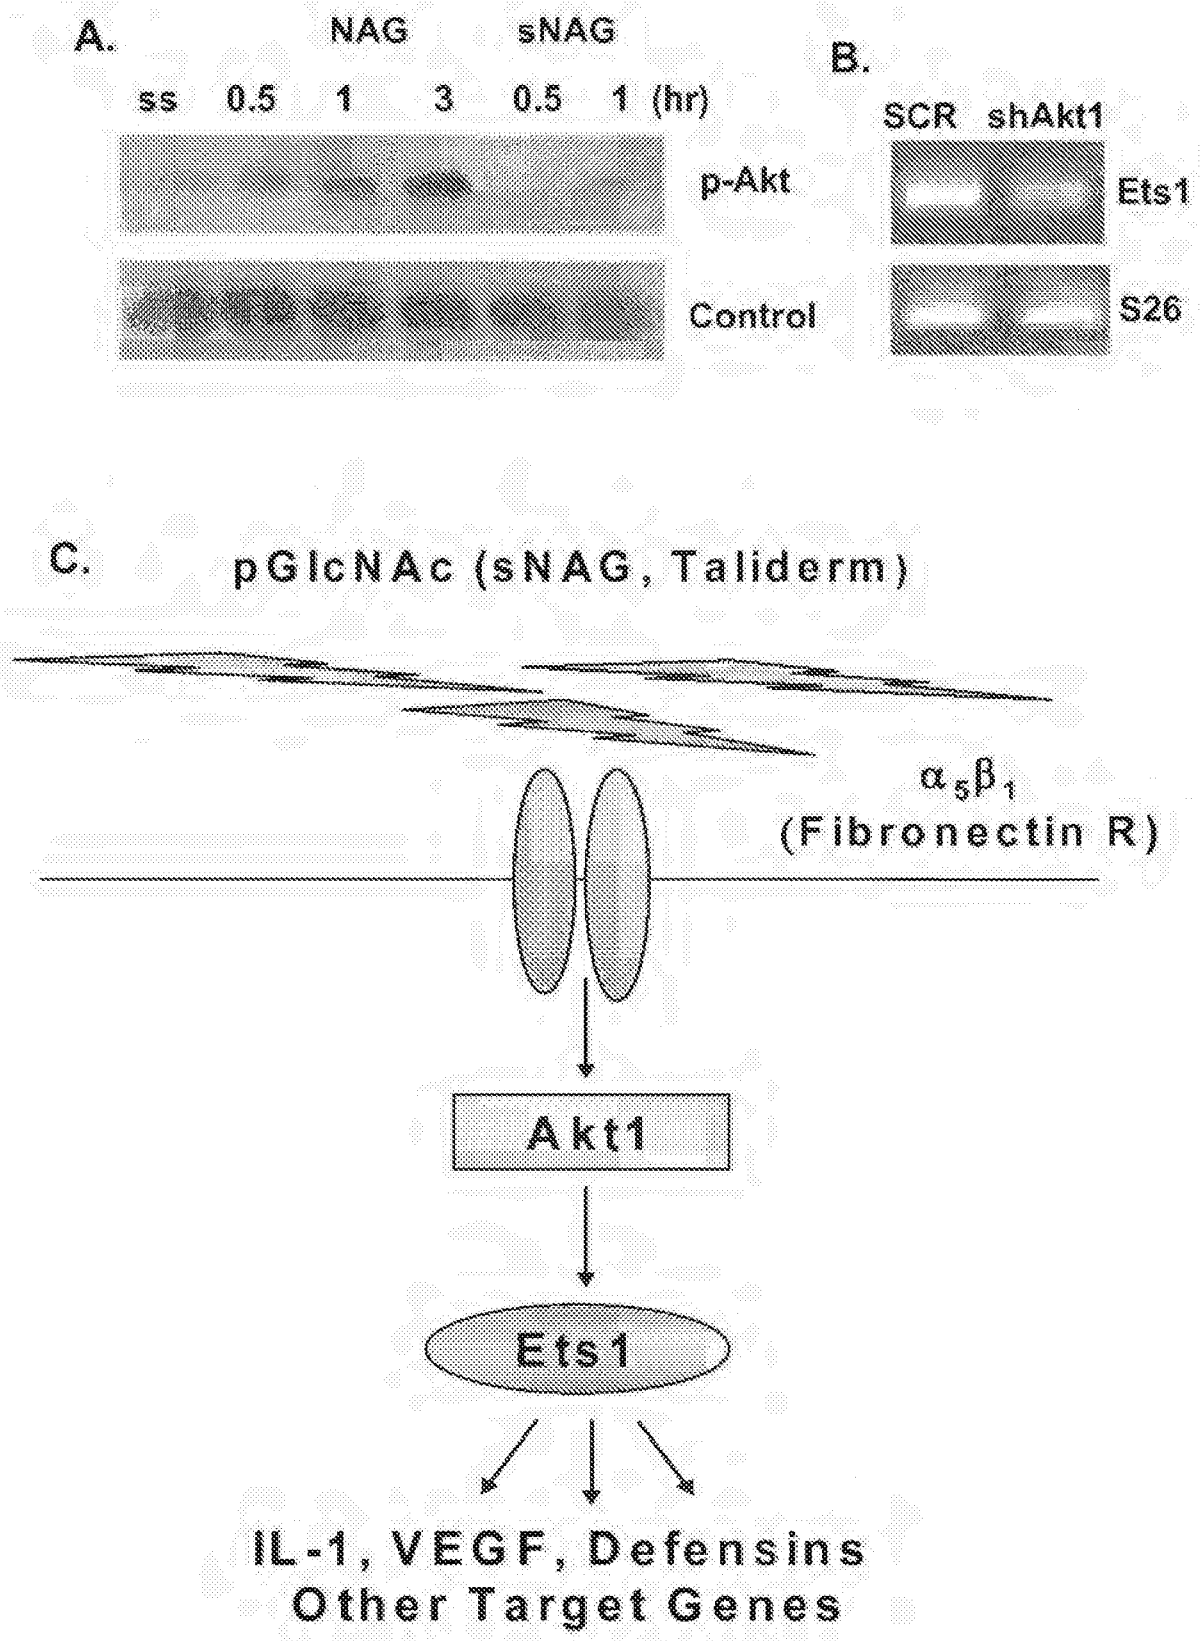 A.
NAG sNAG
ss 0.5 1 3 0.5 1 (hr)
p-Akt
Control
B.
SCR shAkt1
Ets1
S26
C.
pGlcNAc (sNAG, Taliderm)
α5β1
(Fibronectin R)
Akt1
Ets1
IL-1, VEGF, Defensins
Other Target Genes